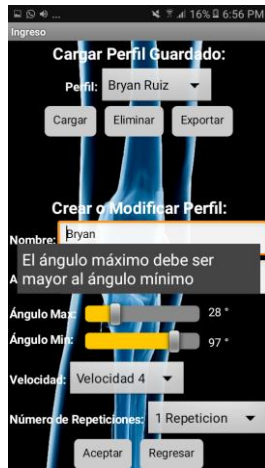 16% 6:56 PM
Ingreso
Cargar Perfil Guardado:
Perfil: Bryan Ruiz
Cargar Eliminar Exportar
Crear o Modificar Perfil:
Nombre: Bryan
El ángulo máximo debe ser
mayor al ángulo mínimo
A
Ángulo Max: 28 °
Ángulo Min: 97 °
Velocidad: Velocidad 4
Número de Repeticiones: 1 Repeticion
Aceptar Regresar